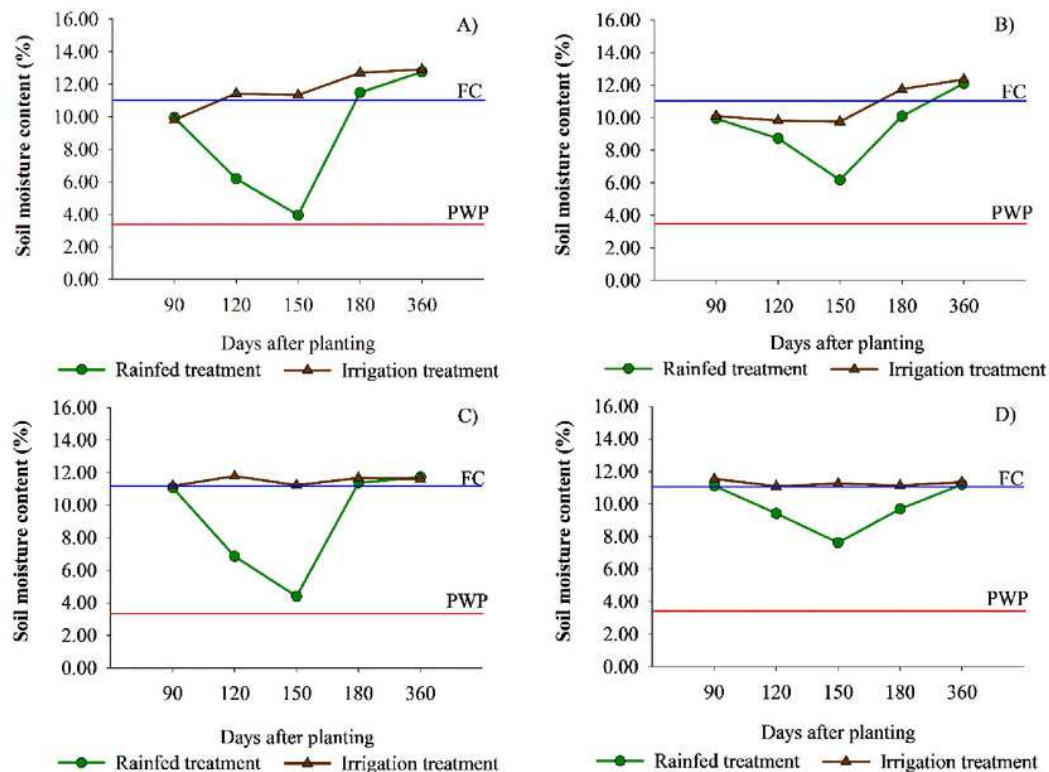 A)
Soil moisture content (%)
16.00
14.00
12.00
10.00
8.00
6.00
4.00
2.00
0.00
FC
PWP
90 120 150 180 360
Days after planting
Rainfed treatment Irrigation treatment
B)
Soil moisture content (%)
16.00
14.00
12.00
10.00
8.00
6.00
4.00
2.00
0.00
FC
PWP
90 120 150 180 360
Days after planting
Rainfed treatment Irrigation treatment
C)
Soil moisture content (%)
16.00
14.00
12.00
10.00
8.00
6.00
4.00
2.00
0.00
FC
PWP
90 120 150 180 360
Days after planting
Rainfed treatment Irrigation treatment
D)
Soil moisture content (%)
16.00
14.00
12.00
10.00
8.00
6.00
4.00
2.00
0.00
FC
PWP
90 120 150 180 360
Days after planting
Rainfed treatment Irrigation treatment